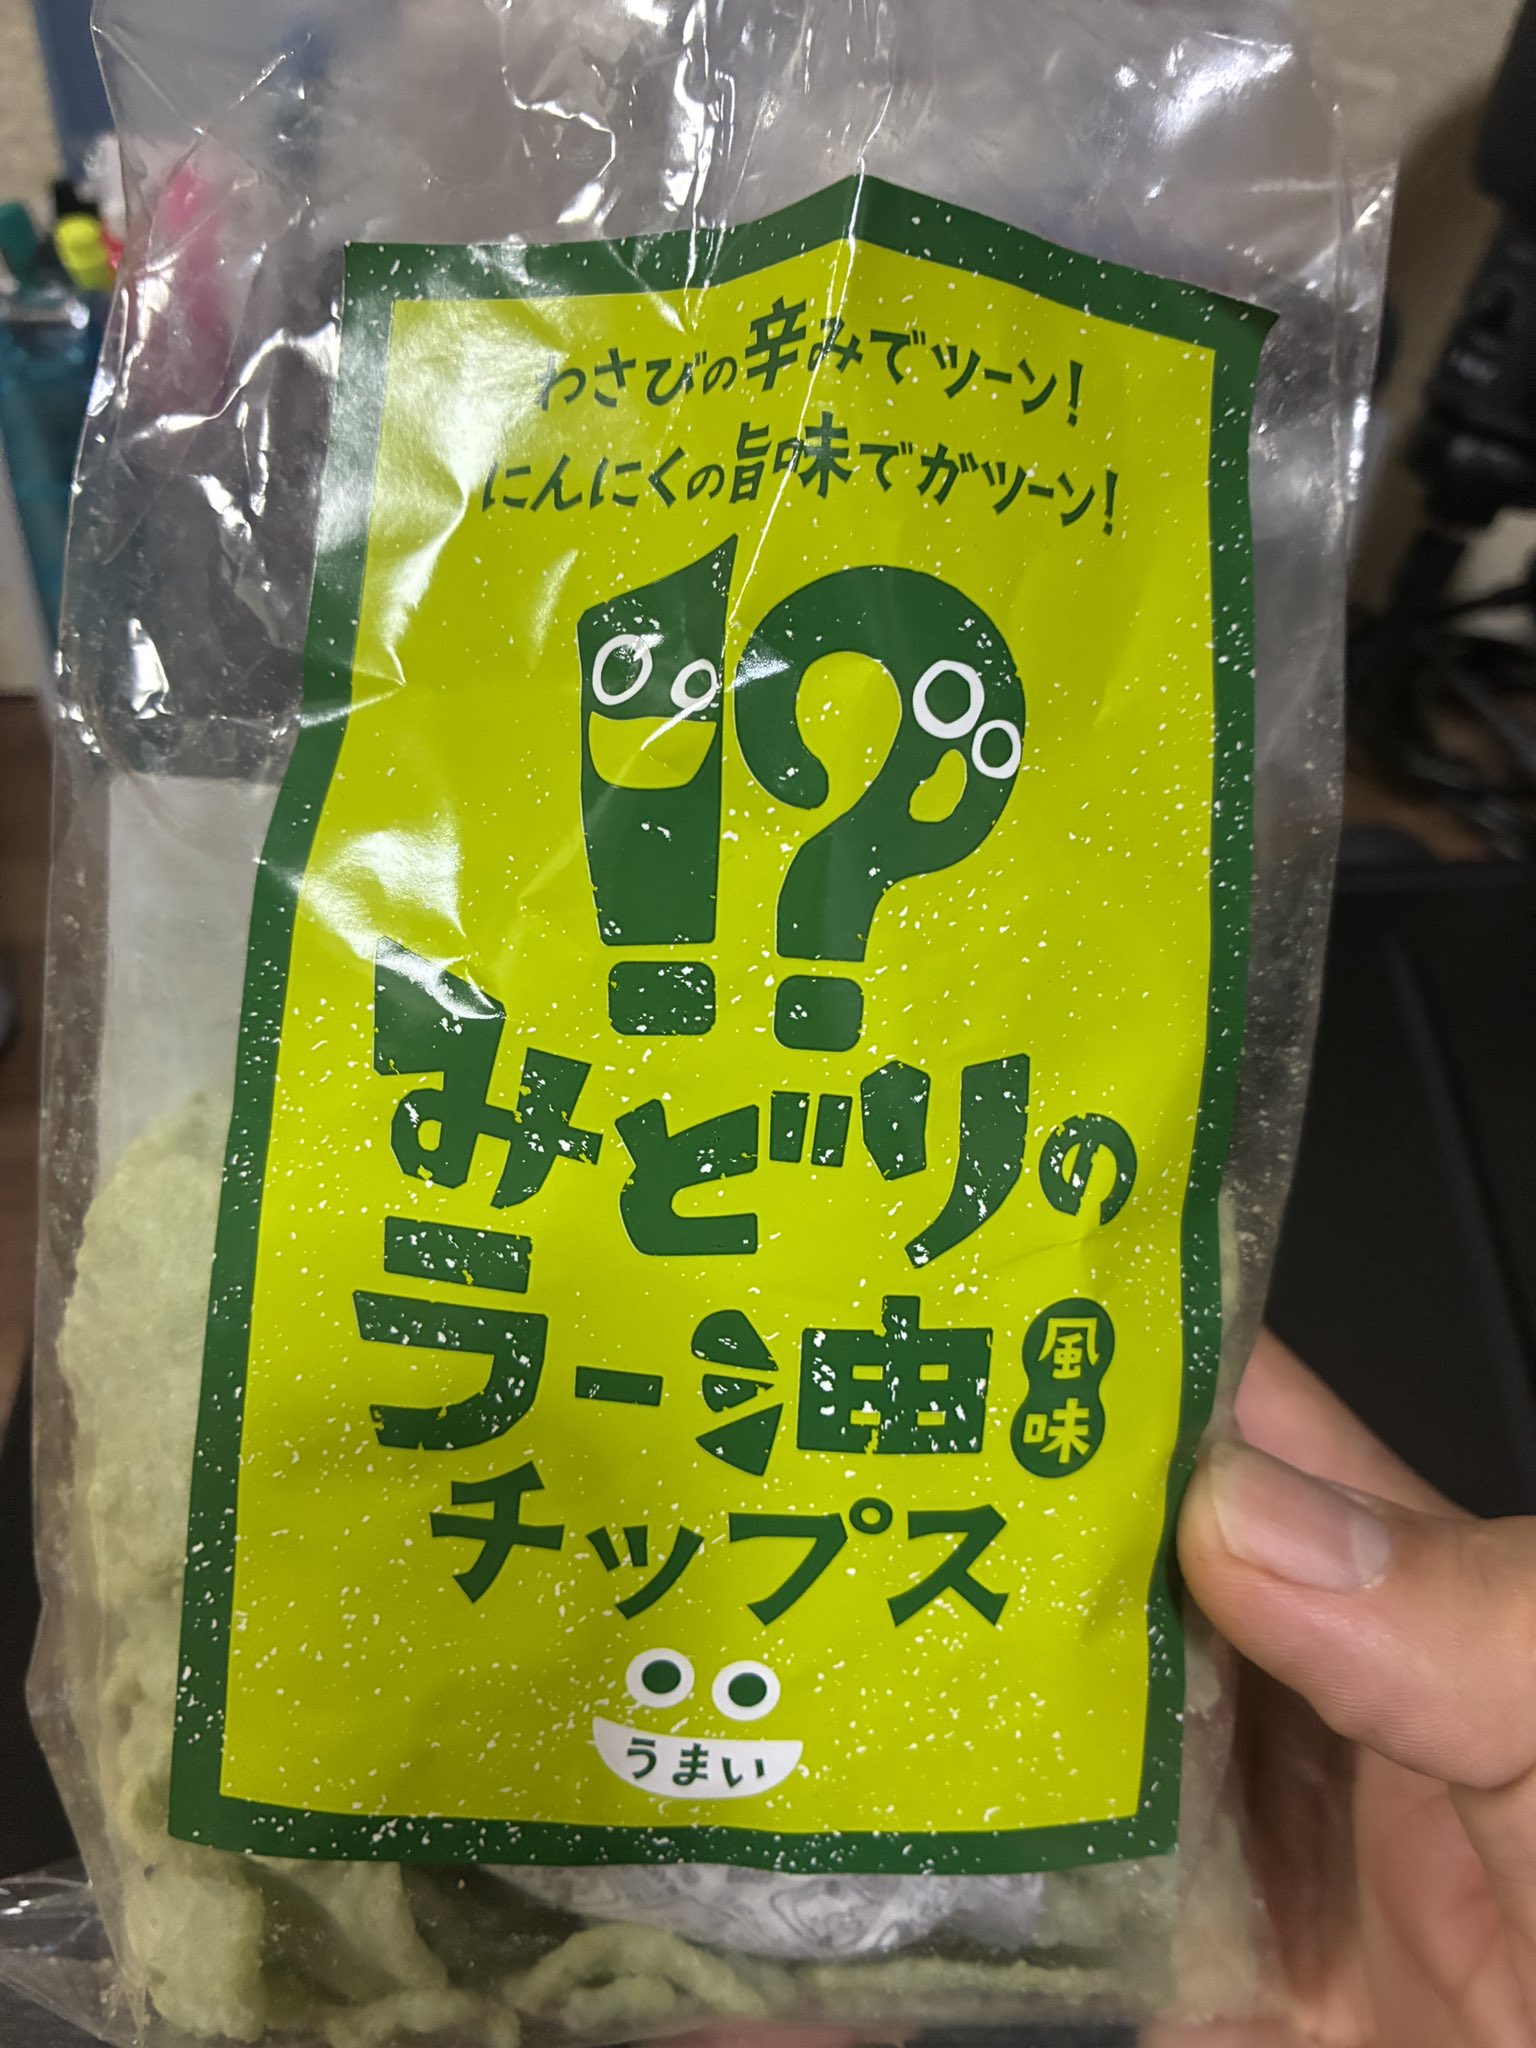 わさびの辛みでツーン!
にんにくの旨味でガツーン!
!?
みどりの
ラー油風味
チップス
うまい